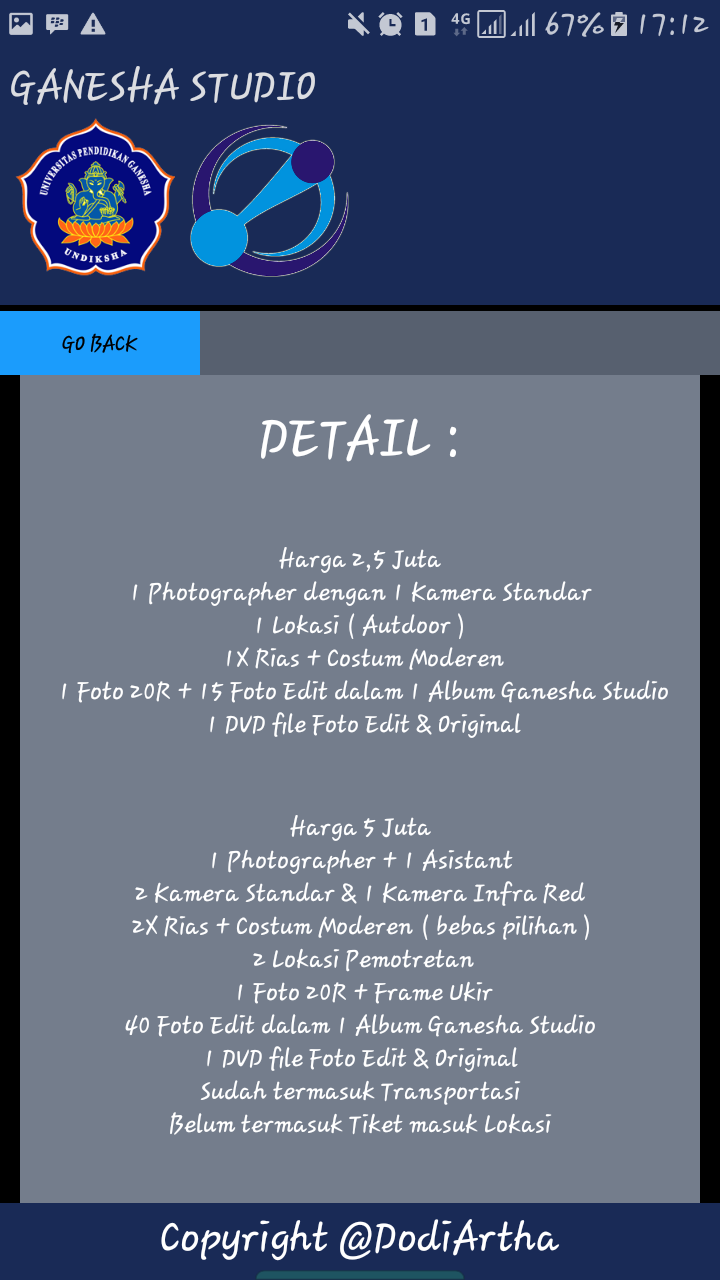 1 4G 67% 17:12
GANESHA STUDIO
UNIVERSITAS PENDIDIKAN GANESHA
UNDIKSHA
GO BACK
DETAIL :
Harga 2,5 Juta
1 Photographer dengan 1 Kamera Standar
1 Lokasi ( Autdoor )
1X Rias + Costum Moderen
1 Foto 20R + 15 Foto Edit dalam 1 Album Ganesha Studio
1 DVD file Foto Edit & Original
Harga 5 Juta
1 Photographer + 1 Asistant
2 Kamera Standar & 1 Kamera Infra Red
2X Rias + Costum Moderen ( bebas pilihan )
2 Lokasi Pemotretan
1 Foto 20R + Frame Ukir
40 Foto Edit dalam 1 Album Ganesha Studio
1 DVD file Foto Edit & Original
Sudah termasuk Transportasi
Belum termasuk Tiket masuk Lokasi
Copyright @DodiArtha